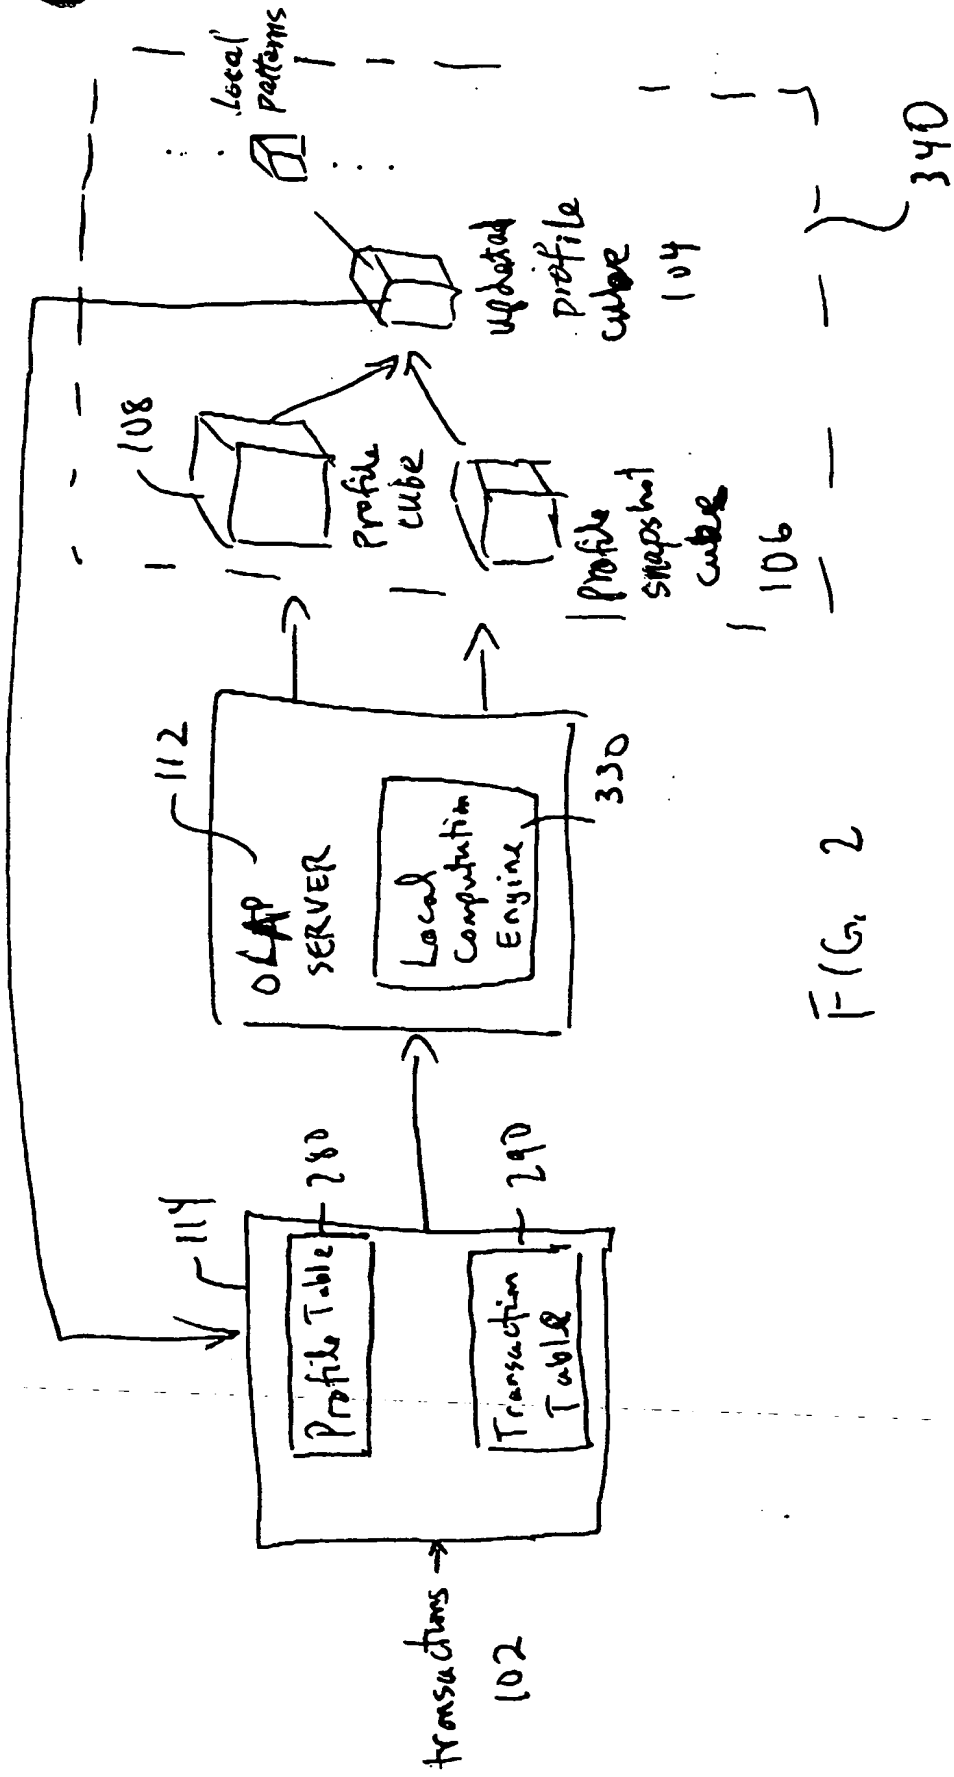 transactions
102
114
Profile Table
280
Transaction
Table
290
112
OLAP
SERVER
Local
Computation
Engine
330
108
Profile
cube
Profile
snapshot
cube
106
updated
profile
cube
104
Local
patterns
340
FIG. 2